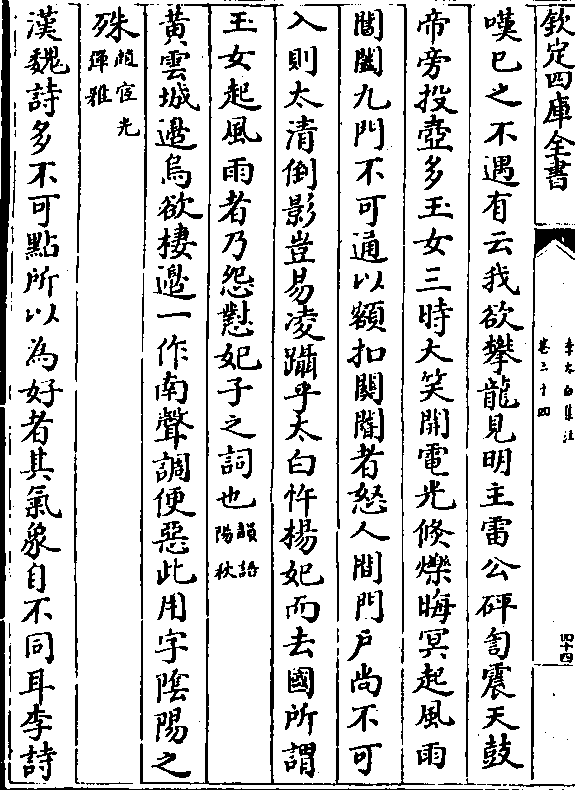 欽定四庫全書
李太白集注
卷三十四
四十四
嘆已之不遇有云我欲攀龍見明主雷公砰訇震天鼓
帝旁投壺多玉女三時大笑開電光倏爍晦冥起風雨
閶闔九門不可通以額扣關閽者怒人間門戶尚不可
入則太清倒影豈易凌躡乎太白忤楊妃而去國所謂
玉女起風雨者乃怨懟妃子之詞也韻語陽秋
黃雲城邉烏欲棲邉一作南聲調便惡此用字陰陽之
殊顧宧光彈雅
漢魏詩多不可點所以為好者其氣象自不同耳李詩